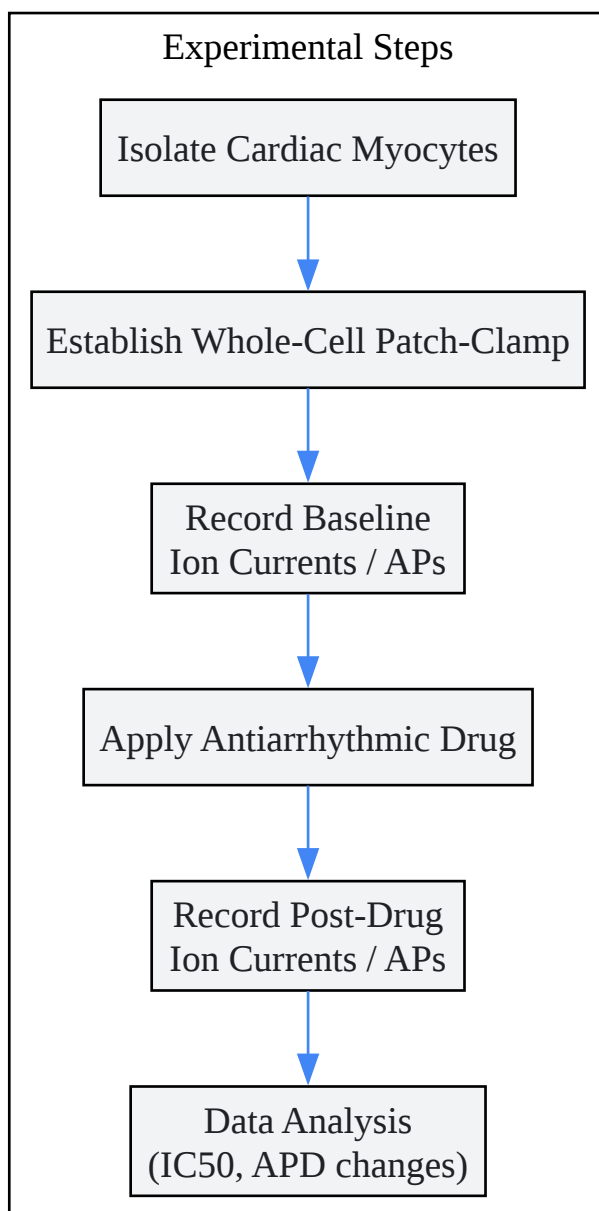 Experimental Steps
Isolate Cardiac Myocytes
Establish Whole-Cell Patch-Clamp
Record Baseline
Ion Currents / APs
Apply Antiarrhythmic Drug
Record Post-Drug
Ion Currents / APs
Data Analysis
(IC50, APD changes)